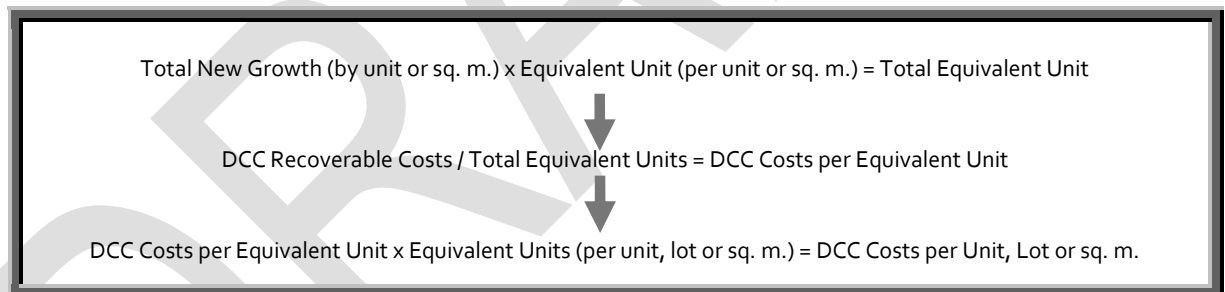 Total New Growth (by unit or sq. m.) x Equivalent Unit (per unit or sq. m.) = Total Equivalent Unit
DCC Recoverable Costs / Total Equivalent Units = DCC Costs per Equivalent Unit
DCC Costs per Equivalent Unit x Equivalent Units (per unit, lot or sq. m.) = DCC Costs per Unit, Lot or sq. m.